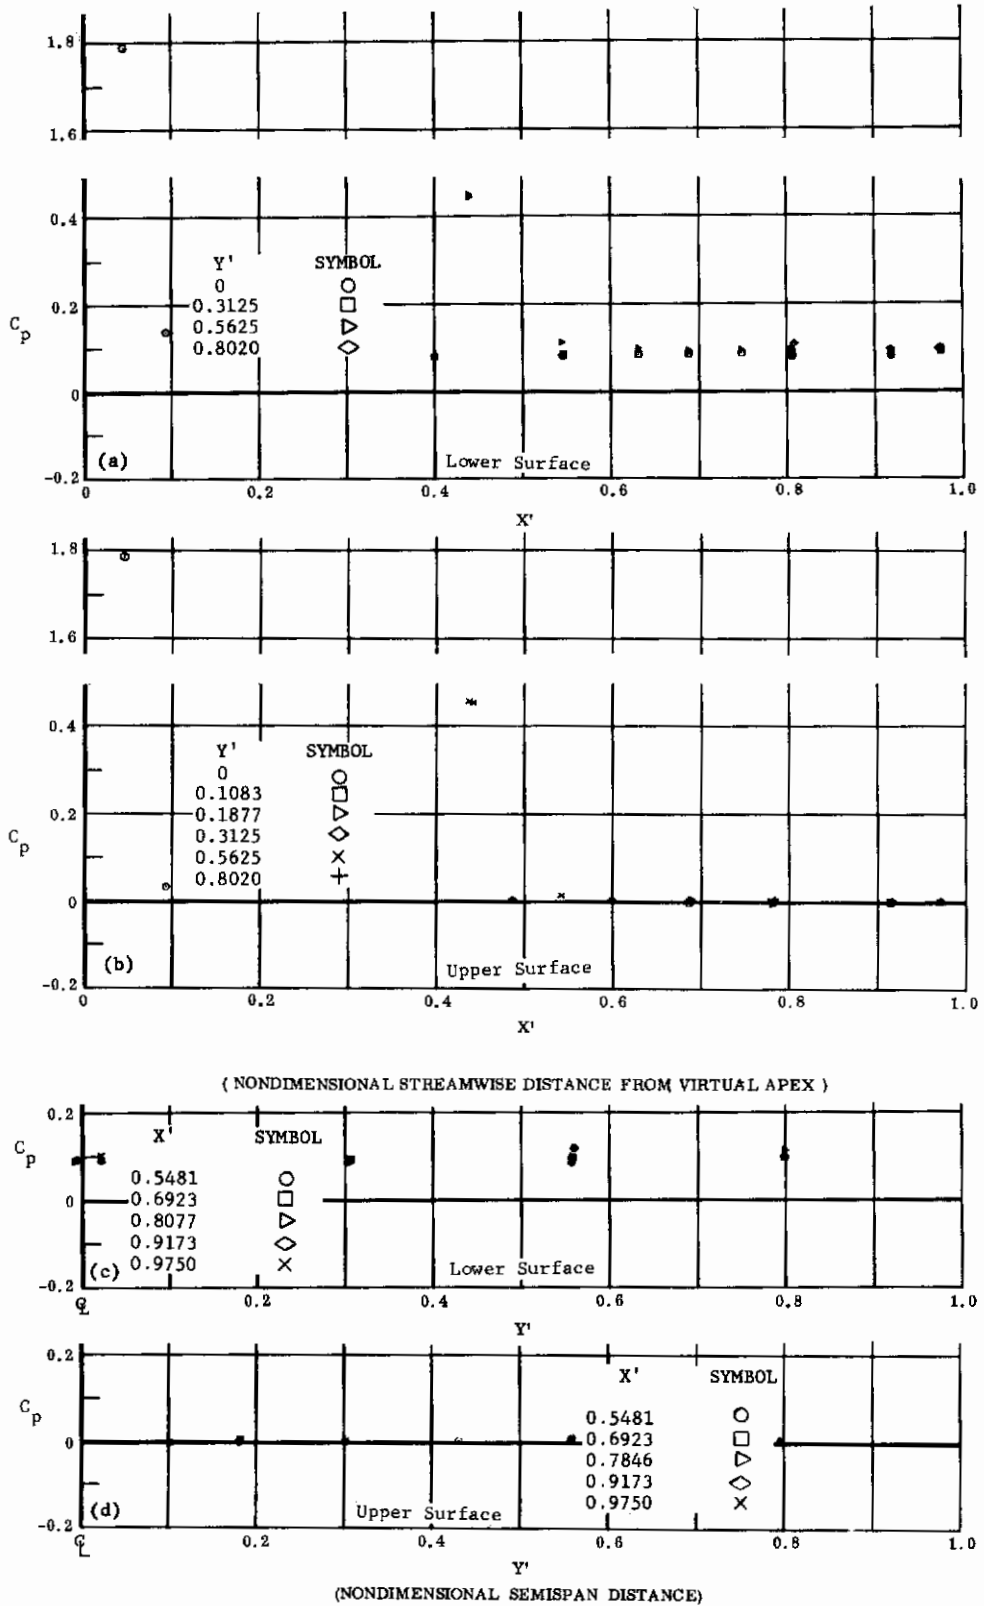 1.8
1.6
0.4
Y' SYMBOL
0
0.2
0.3125
C_p
0.5625
0.8020
0
(a)
Lower Surface
-0.2
0 0.2 0.4 0.6 0.8 1.0
X'
1.8
1.6
0.4
Y' SYMBOL
0
0.1083
0.2
0.1877
C_p
0.3125
0.5625
0.8020
0
(b)
Upper Surface
-0.2
0 0.2 0.4 0.6 0.8 1.0
X'
( NONDIMENSIONAL STREAMWISE DISTANCE FROM VIRTUAL APEX )
0.2
X' SYMBOL
C_p
0.5481
0
0.6923
0.8077
0.9173
(c)
0.9750
Lower Surface
-0.2
℄ 0.2 0.4 0.6 0.8 1.0
Y'
0.2
X' SYMBOL
C_p
0.5481
0
0.6923
0.7846
0.9173
0.9750
(d)
Upper Surface
-0.2
℄ 0.2 0.4 0.6 0.8 1.0
Y'
(NONDIMENSIONAL SEMISPAN DISTANCE)